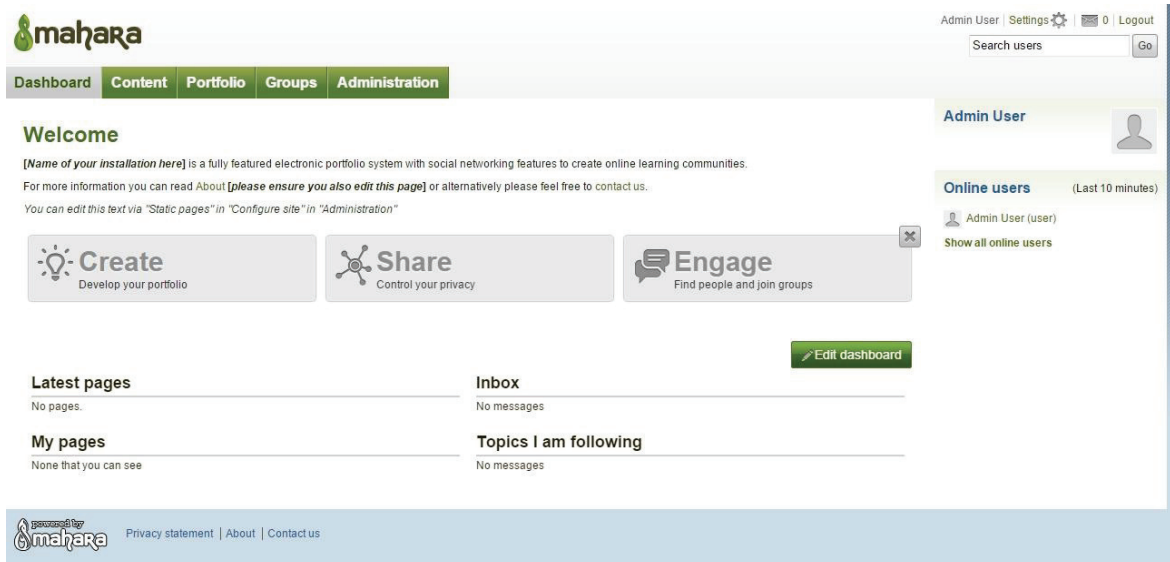 mahara
Admin User | Settings | 0 | Logout
Search users Go
Dashboard Content Portfolio Groups Administration
Welcome
[Name of your installation here] is a fully featured electronic portfolio system with social networking features to create online learning communities.
For more information you can read About [please ensure you also edit this page] or alternatively please feel free to contact us.
You can edit this text via "Static pages" in "Configure site" in "Administration"
Create
Develop your portfolio
Share
Control your privacy
Engage
Find people and join groups
Edit dashboard
Latest pages
No pages.
Inbox
No messages
My pages
None that you can see
Topics I am following
No messages
Admin User
Online users (Last 10 minutes)
Admin User (user)
Show all online users
powered by
mahara
Privacy statement | About | Contact us